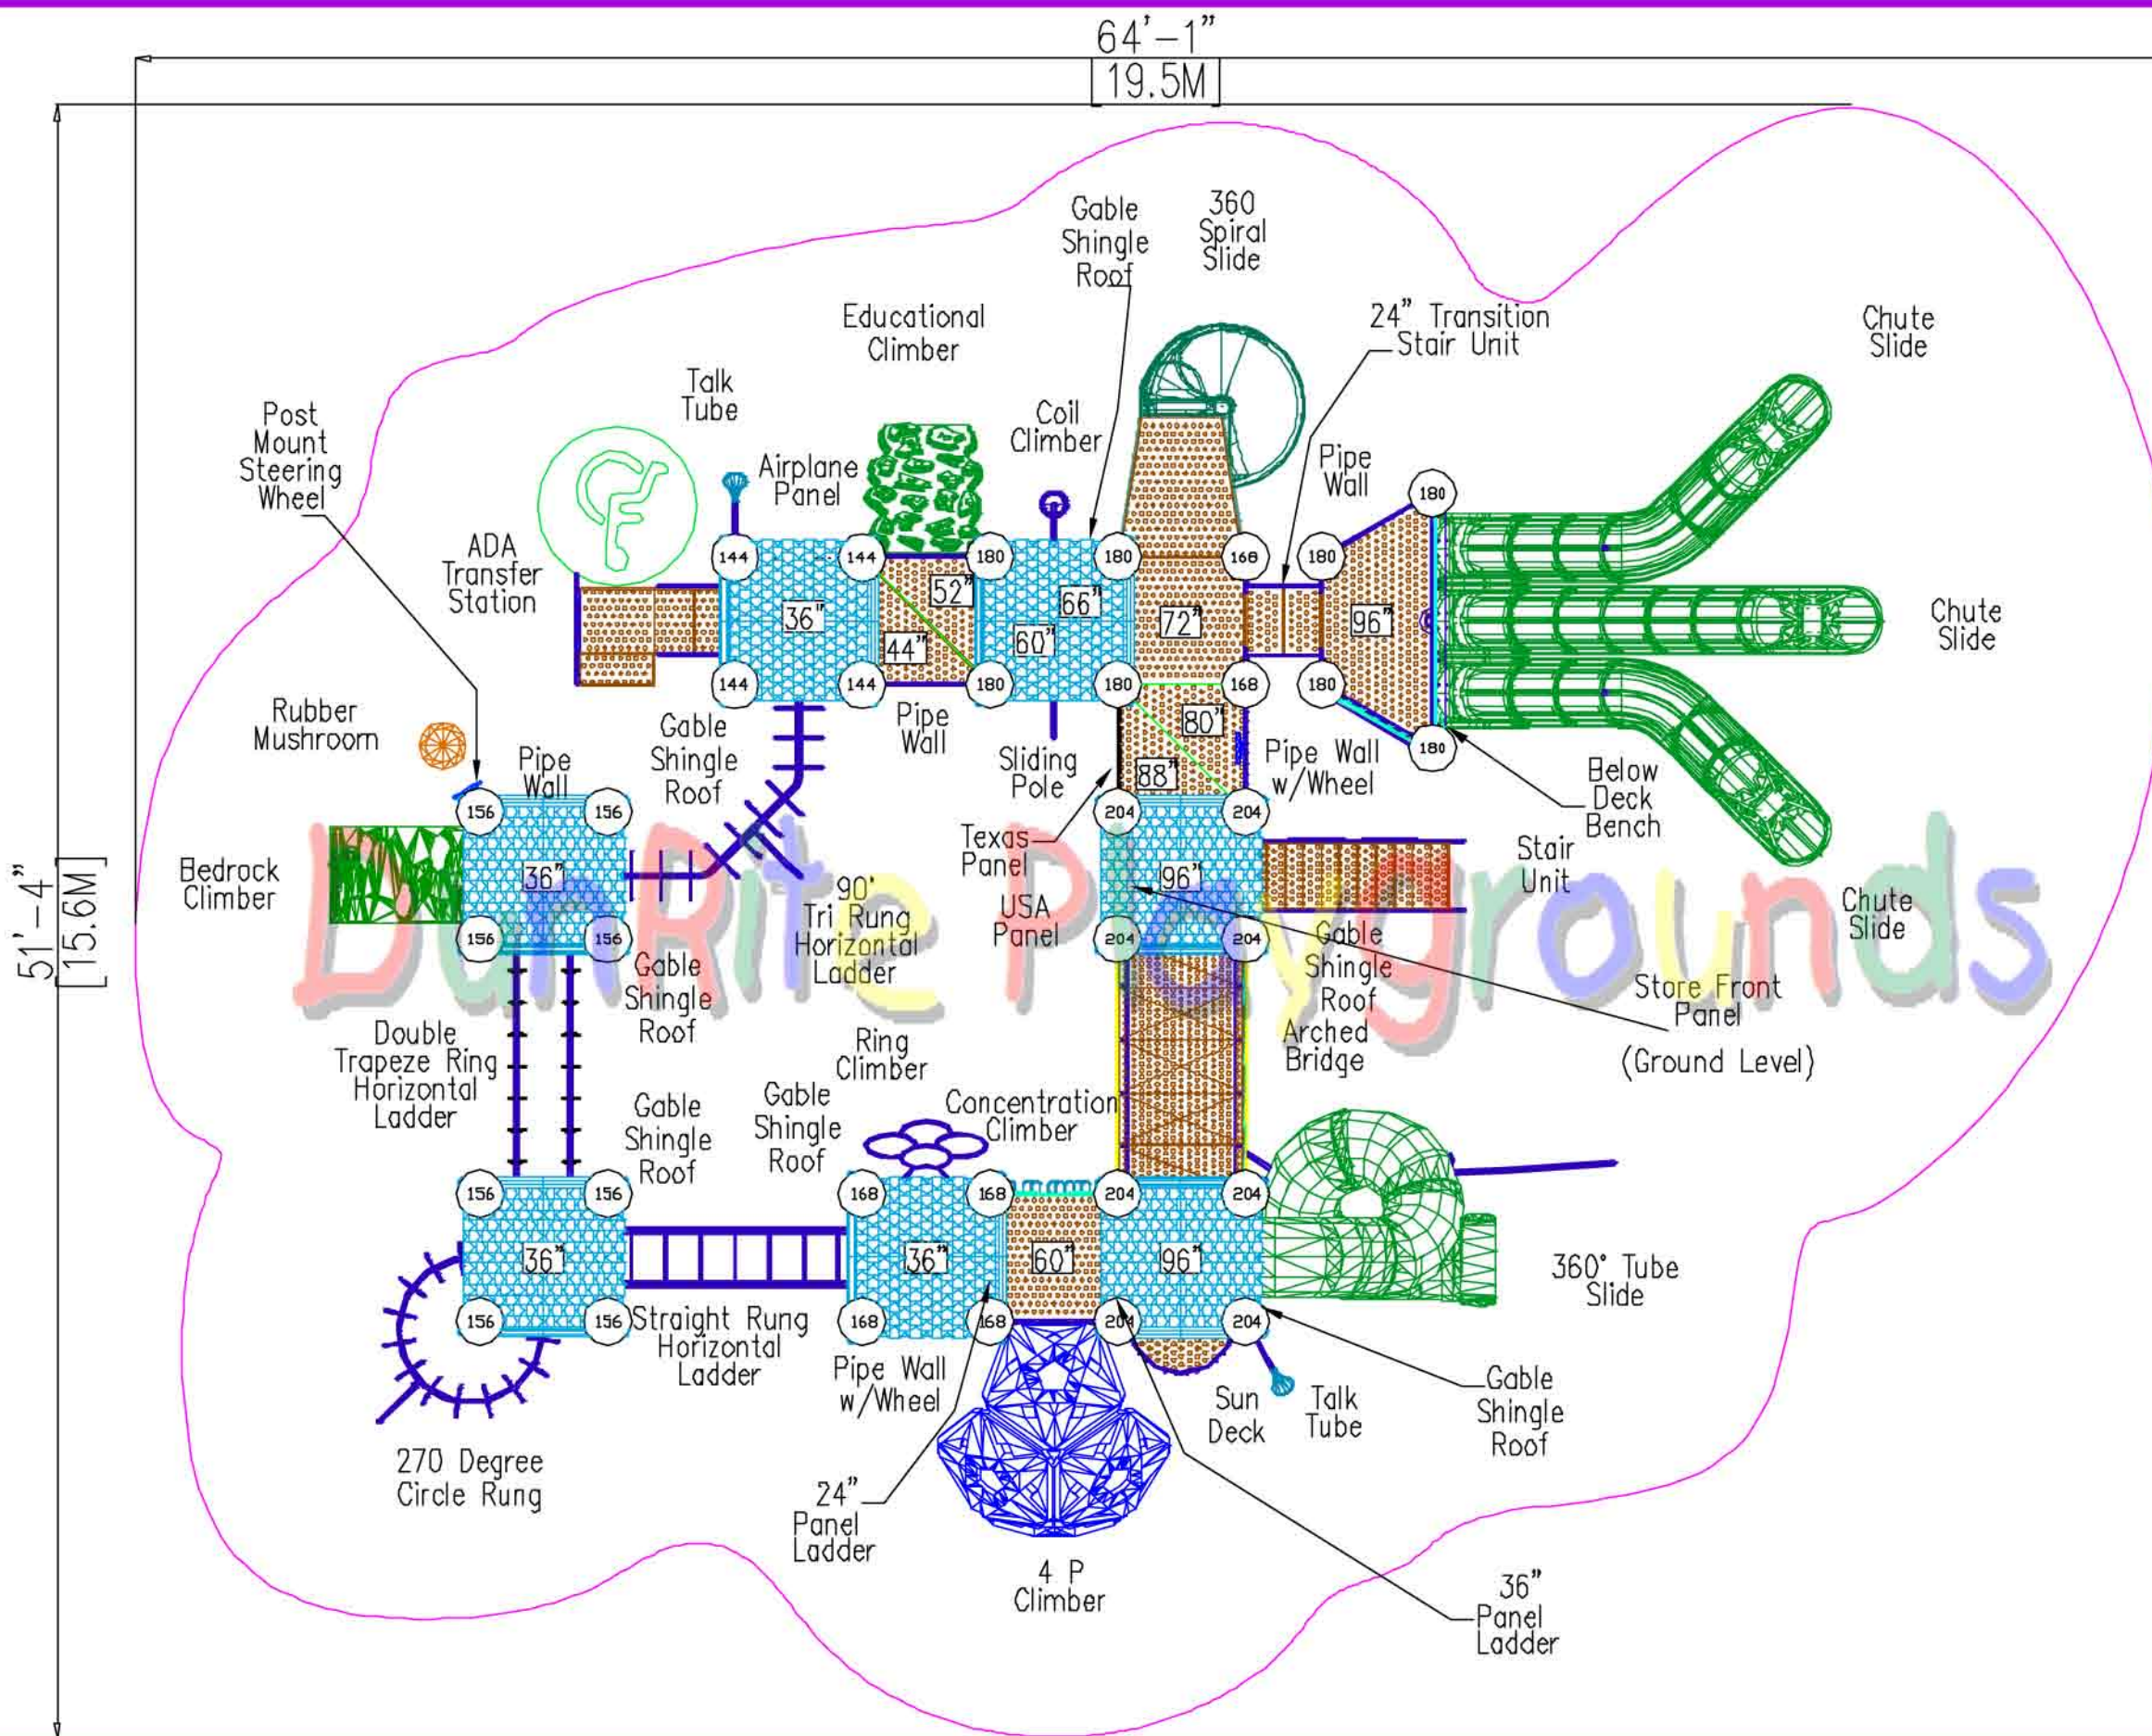 64'-1"
[19.5M]
51'-4"
[15.6M]
Gable
Shingle
Roof
360
Spiral
Slide
24" Transition
Stair Unit
Chute
Slide
Educational
Climber
Talk
Tube
Post
Mount
Steering
Wheel
Airplane
Panel
Coil
Climber
Pipe
Wall
ADA
Transfer
Station
180
144
144
180
180
168
180
52"
66"
36"
44"
60"
72"
96"
Chute
Slide
144
144
180
180
168
180
180
Rubber
Mushroom
Pipe
Wall
Gable
Shingle
Roof
Pipe
Wall
Sliding
Pole
80"
88"
Pipe Wall
w/Wheel
Below
Deck
Bench
156
156
204
204
Texas
Panel
Stair
Unit
Bedrock
Climber
36"
96"
90°
Tri Rung
Horizontal
Ladder
USA
Panel
Chute
Slide
DunRite Playgrounds
156
156
204
204
Gable
Shingle
Roof
Gable
Shingle
Roof
Arched
Bridge
Store Front
Panel
(Ground Level)
Double
Trapeze Ring
Horizontal
Ladder
Ring
Climber
Gable
Shingle
Roof
Gable
Shingle
Roof
Concentration
Climber
156
156
168
168
204
204
36"
36"
60"
96"
360° Tube
Slide
156
156
168
168
204
204
Straight Rung
Horizontal
Ladder
Pipe Wall
w/Wheel
Sun
Deck
Talk
Tube
Gable
Shingle
Roof
270 Degree
Circle Rung
24"
Panel
Ladder
4 P
Climber
36"
Panel
Ladder